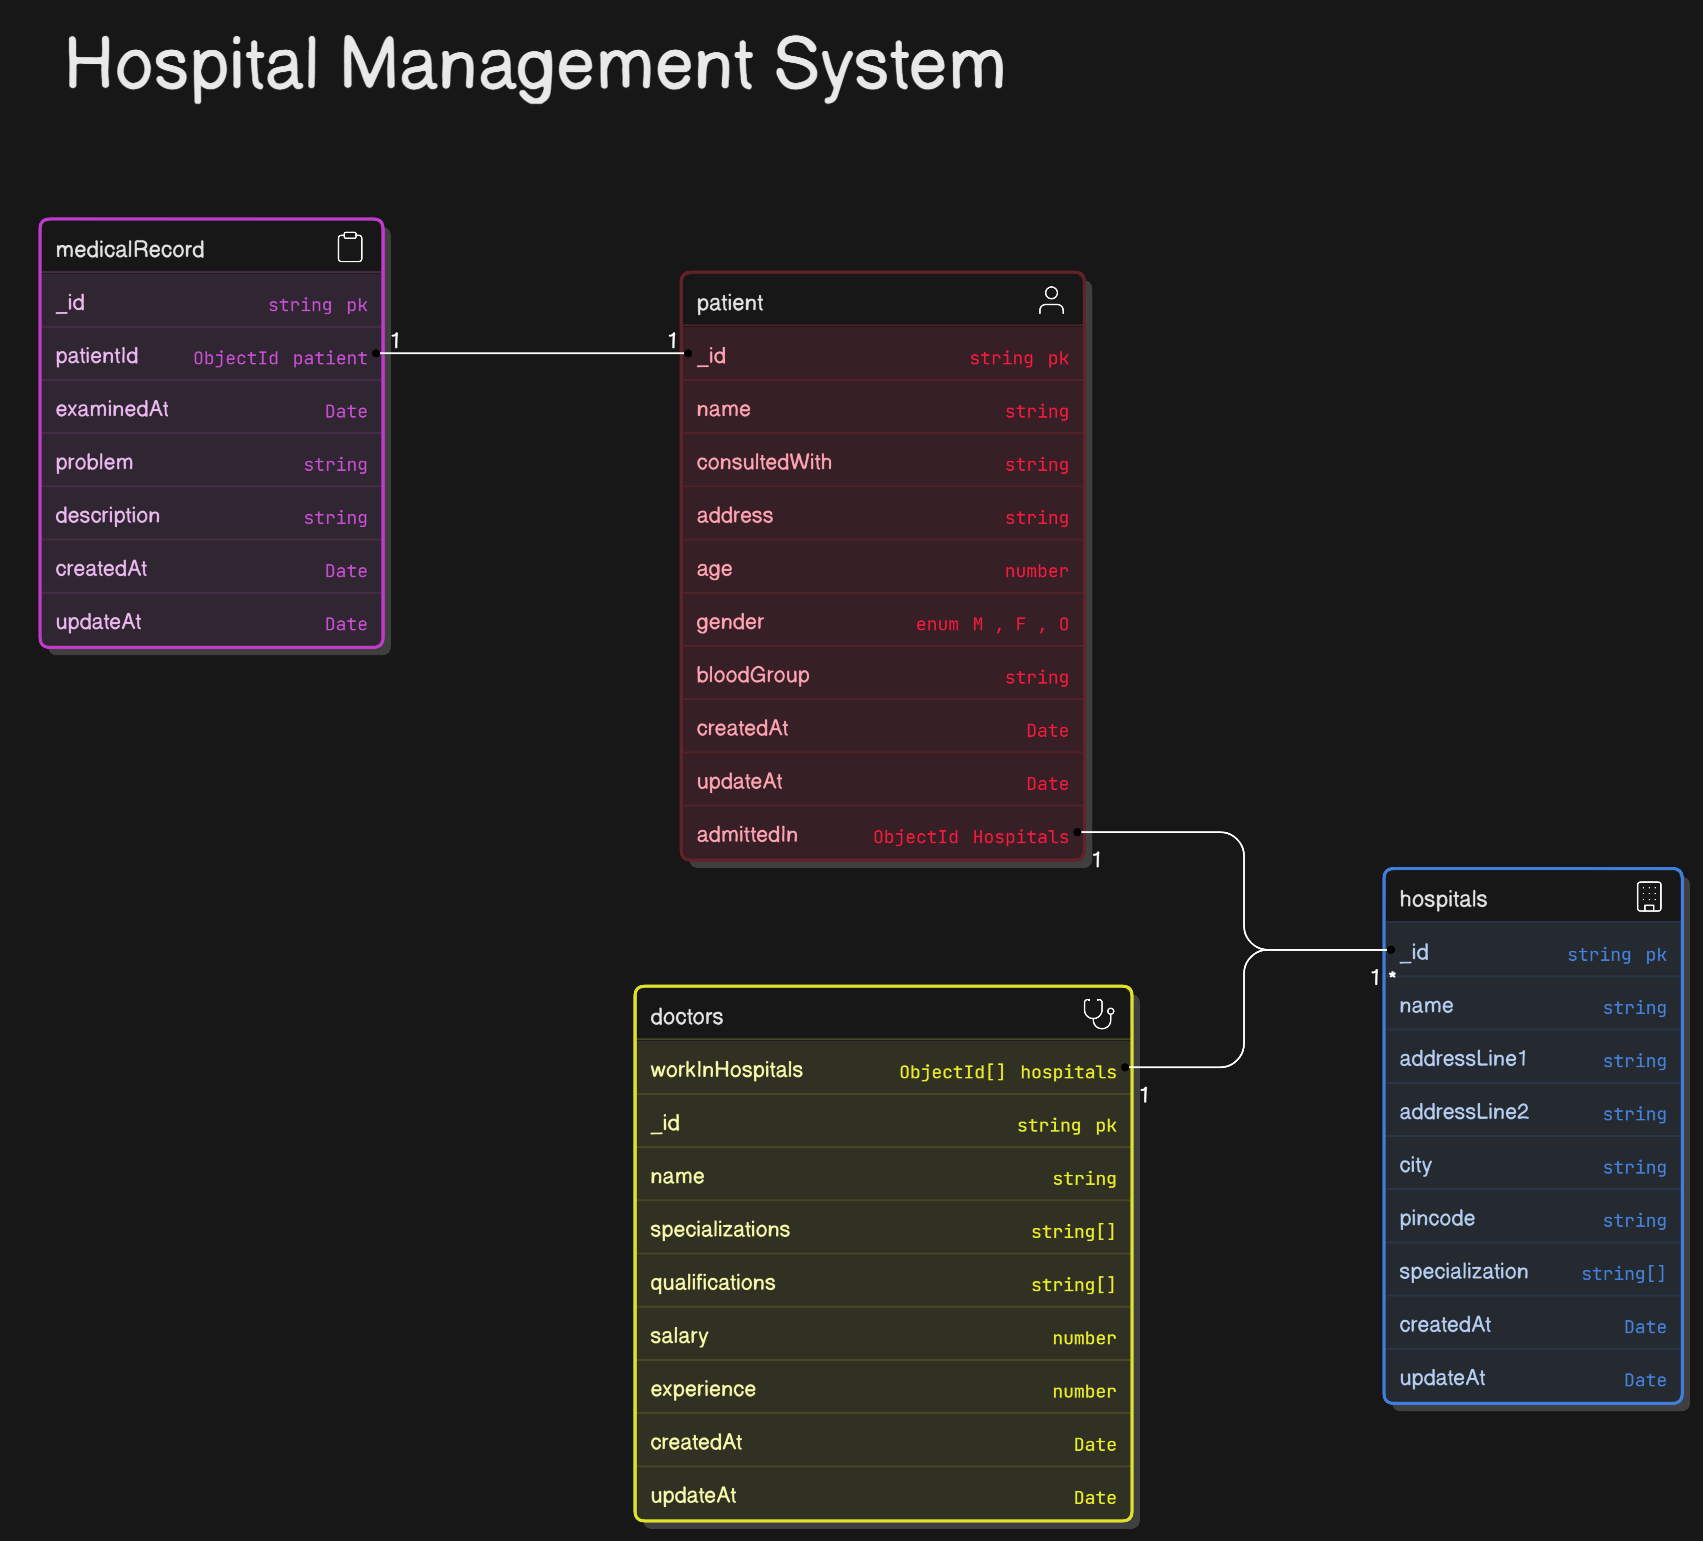 Hospital Management System
medicalRecord
_id string pk
patientId ObjectId patient
examinedAt Date
problem string
description string
createdAt Date
updateAt Date
1 1
patient
_id string pk
name string
consultedWith string
address string
age number
gender enum M , F , O
bloodGroup string
createdAt Date
updateAt Date
admittedIn ObjectId Hospitals
1
doctors
workInHospitals ObjectId[] hospitals
1
_id string pk
name string
specializations string[]
qualifications string[]
salary number
experience number
createdAt Date
updateAt Date
hospitals
_id string pk
1 *
name string
addressLine1 string
addressLine2 string
city string
pincode string
specialization string[]
createdAt Date
updateAt Date